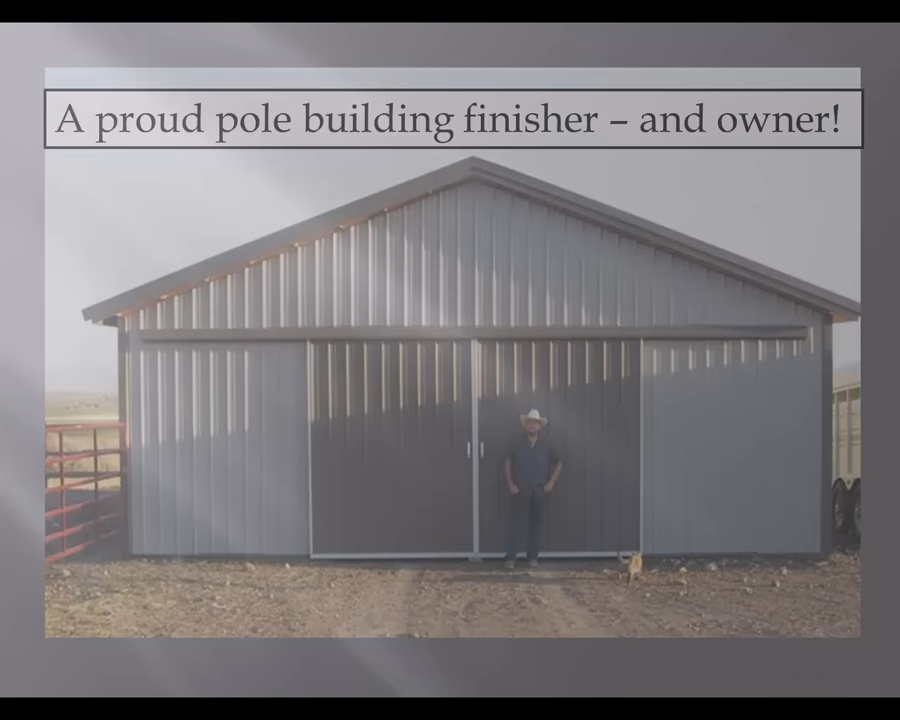 A proud pole building finisher – and owner!